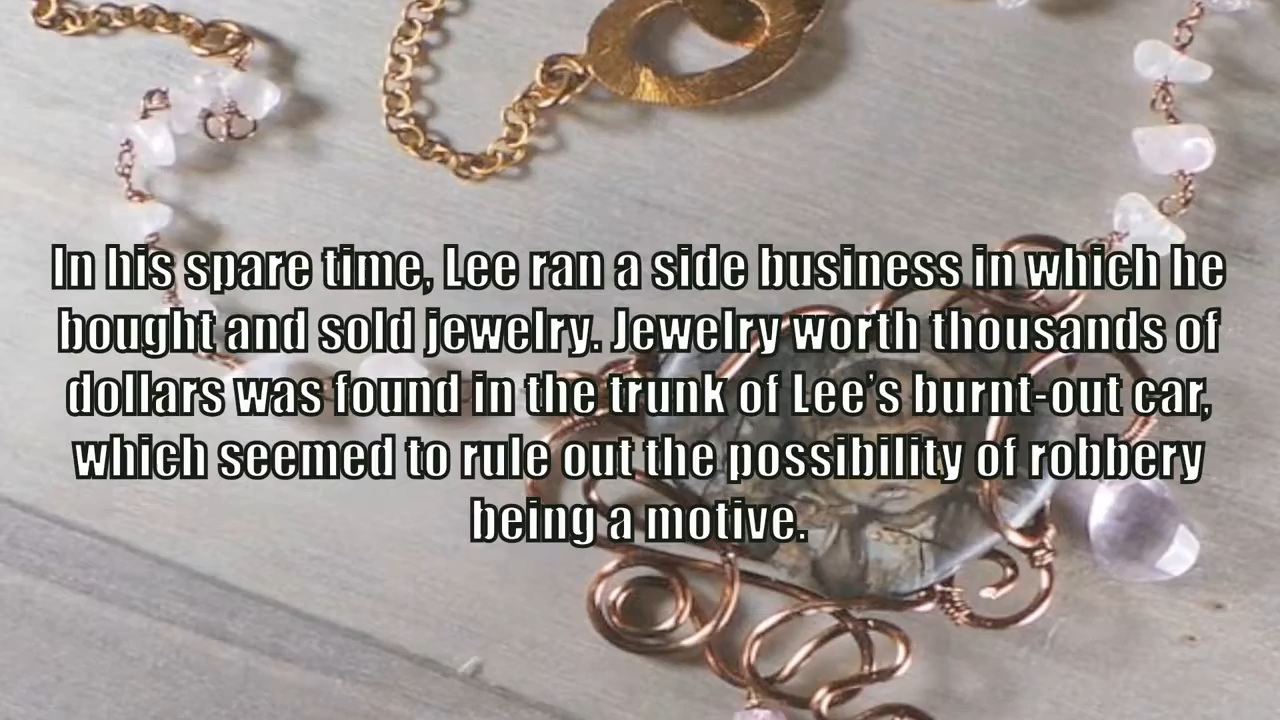 In his spare time, Lee ran a side business in which he
bought and sold jewelry. Jewelry worth thousands of
dollars was found in the trunk of Lee's burnt-out car,
which seemed to rule out the possibility of robbery
being a motive.